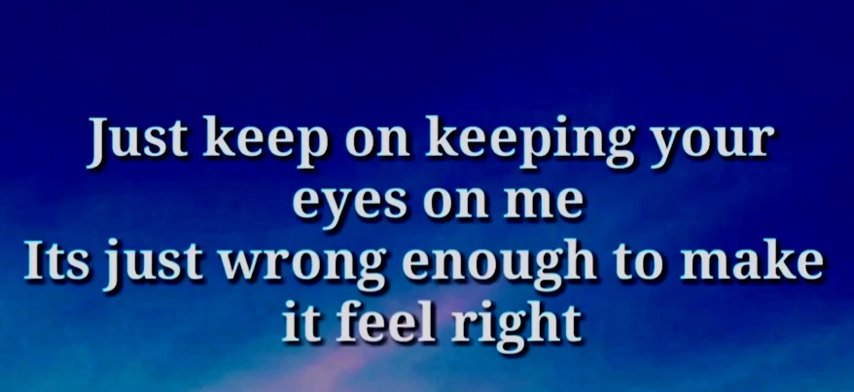 Just keep on keeping your
eyes on me
Its just wrong enough to make
it feel right